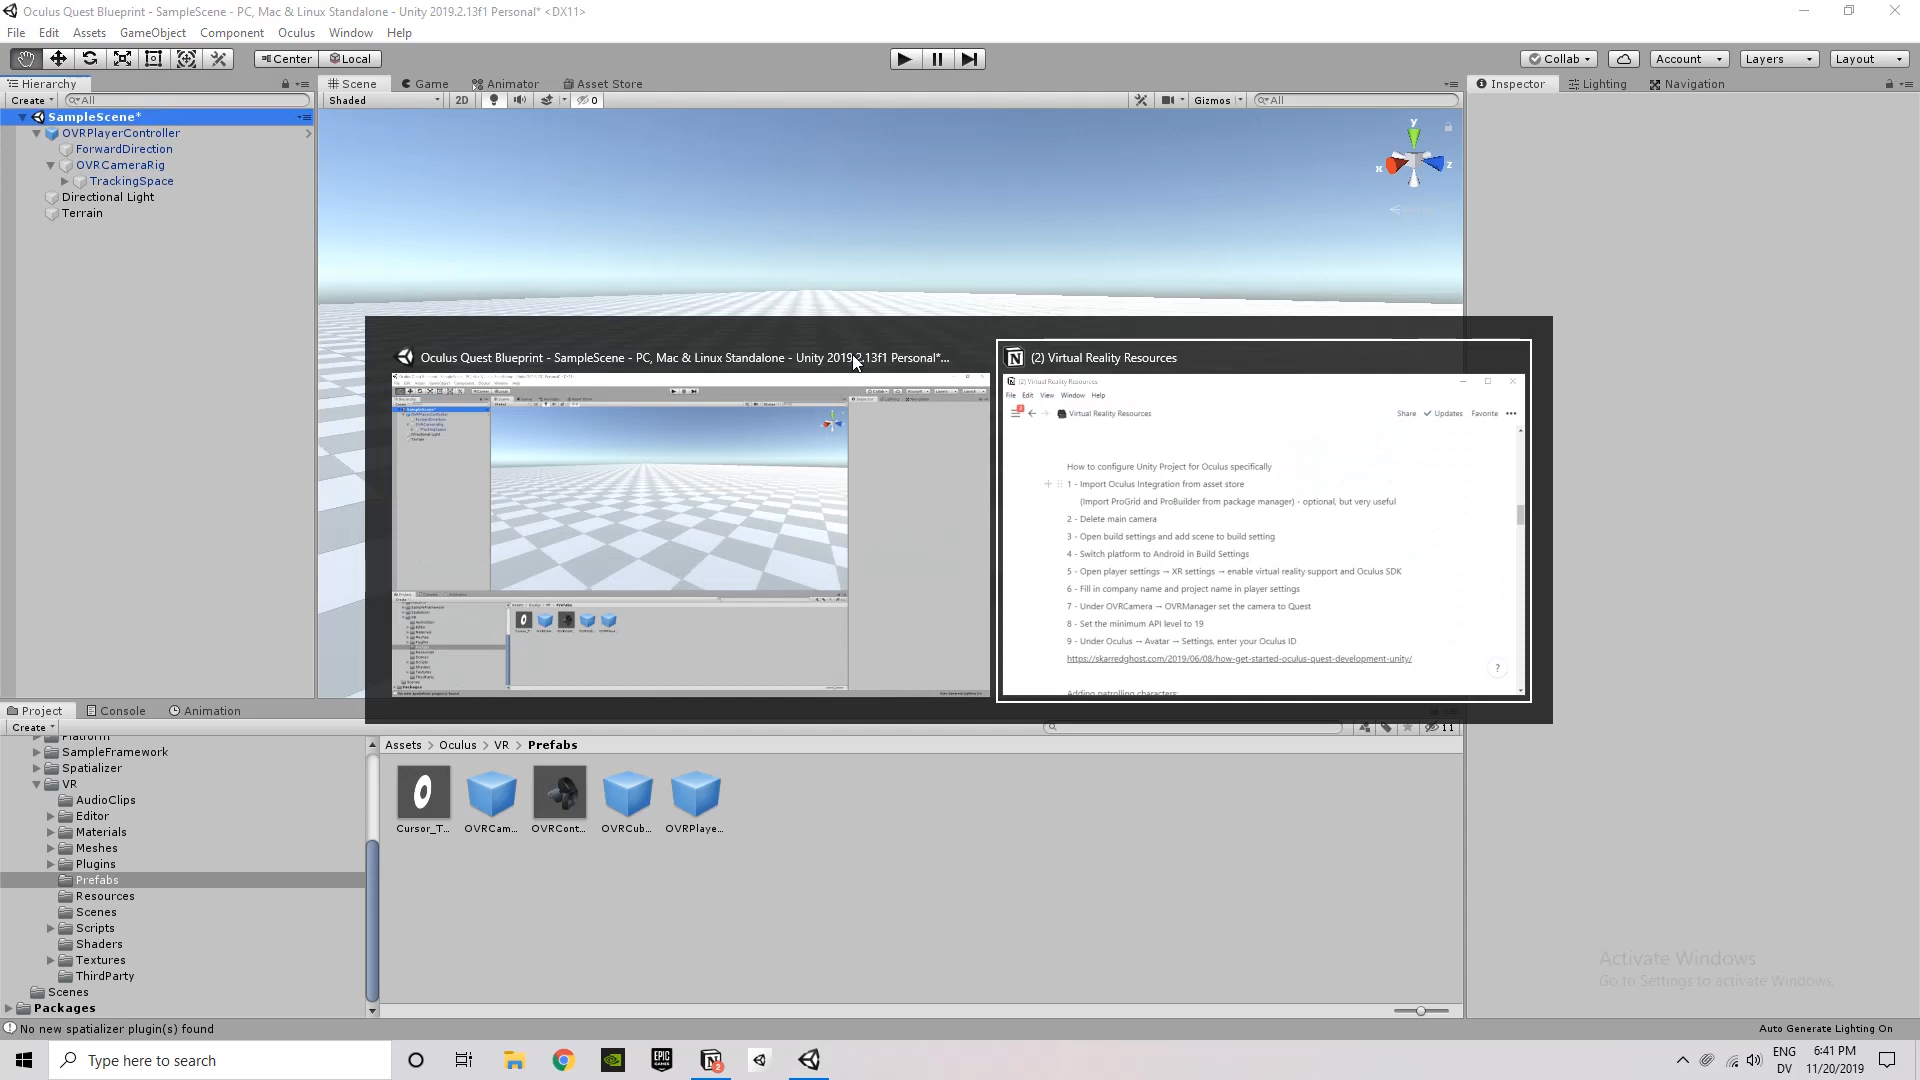 Oculus Quest Blueprint - SampleScene - PC, Mac & Linux Standalone - Unity 2019.2.13f1 Personal* <DX11>
File Edit Assets GameObject Component Oculus Window Help
Center Local Collab Account Layers Layout
Hierarchy Scene Game Animator Asset Store Inspector Lighting Navigation
Create All Shaded 2D 0 Gizmos All
SampleScene*
OVRPlayerController
ForwardDirection
OVRCameraRig
TrackingSpace
Directional Light
Terrain
y
x z
Oculus Quest Blueprint - SampleScene - PC, Mac & Linux Standalone - Unity 2019.2.13f1 Personal*...
(2) Virtual Reality Resources
(2) Virtual Reality Resources
File Edit View Window Help
Virtual Reality Resources Share Updates Favorite
How to configure Unity Project for Oculus specifically
1 - Import Oculus Integration from asset store
(Import ProGrid and ProBuilder from package manager) - optional, but very useful
2 - Delete main camera
3 - Open build settings and add scene to build setting
4 - Switch platform to Android in Build Settings
5 - Open player settings → XR settings → enable virtual reality support and Oculus SDK
6 - Fill in company name and project name in player settings
7 - Under OVRCamera → OVRManager set the camera to Quest
8 - Set the minimum API level to 19
9 - Under Oculus → Avatar → Settings, enter your Oculus ID
https://skarredghost.com/2019/06/08/how-get-started-oculus-quest-development-unity/
?
Adding patrolling characters:
Project Console Animation
Create 11
Platform
SampleFramework
Spatializer
VR
AudioClips
Editor
Materials
Meshes
Plugins
Prefabs
Resources
Scenes
Scripts
Shaders
Textures
ThirdParty
Scenes
Packages
Assets > Oculus > VR > Prefabs
Cursor_T... OVRCam... OVRCont... OVRCub... OVRPlaye...
Activate Windows
Go to Settings to activate Windows.
No new spatializer plugin(s) found
Auto Generate Lighting On
Type here to search
EPIC GAMES
2
ENG
DV
6:41 PM
11/20/2019